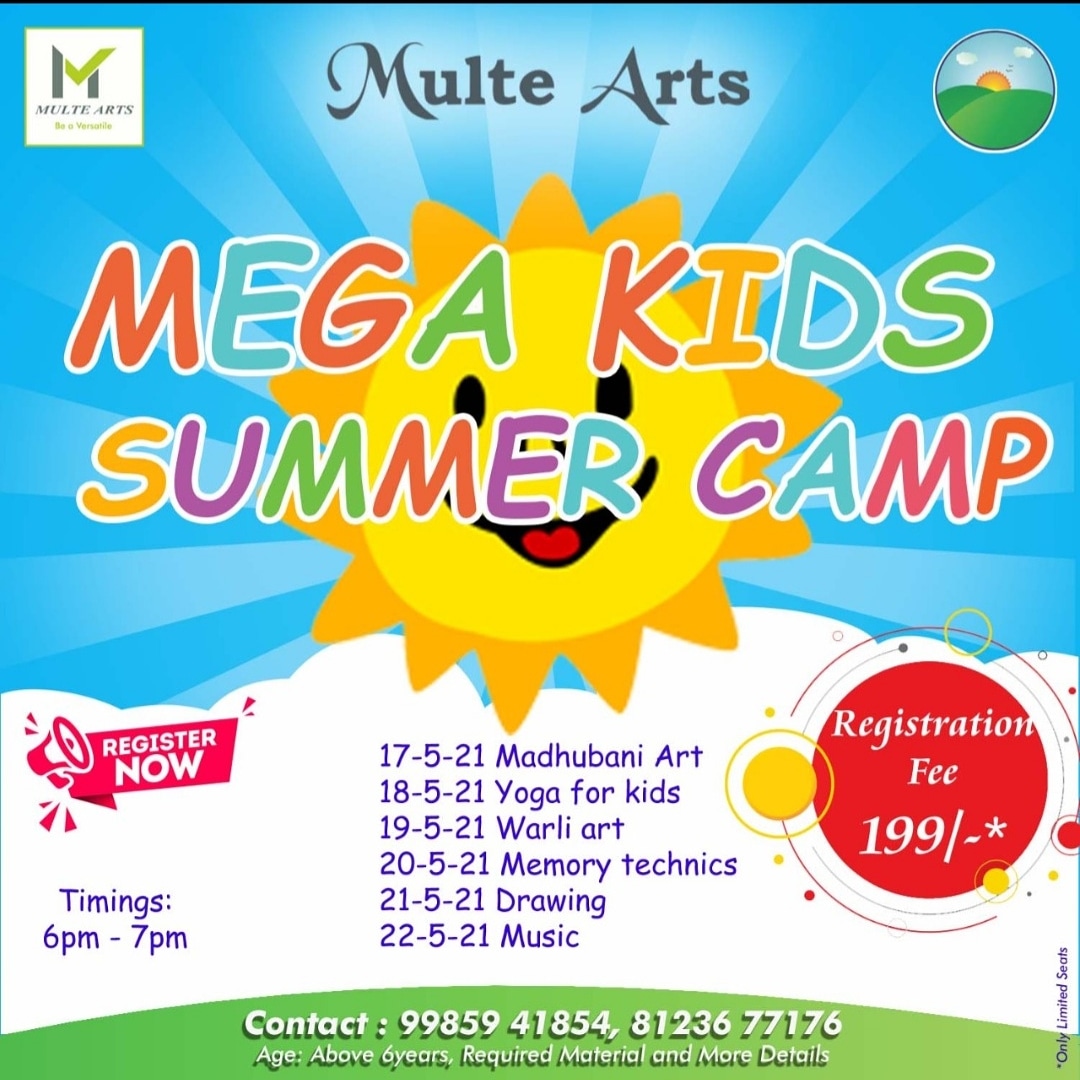 MULTE ARTS
Be a Versatile
Multe Arts
MEGA KIDS
SUMMER CAMP
REGISTER
NOW
Timings:
6pm - 7pm
17-5-21 Madhubani Art
18-5-21 Yoga for kids
19-5-21 Warli art
20-5-21 Memory technics
21-5-21 Drawing
22-5-21 Music
Registration
Fee
199/-*
*Only Limited Seats
Contact : 99859 41854, 81236 77176
Age: Above 6years, Required Material and More Details